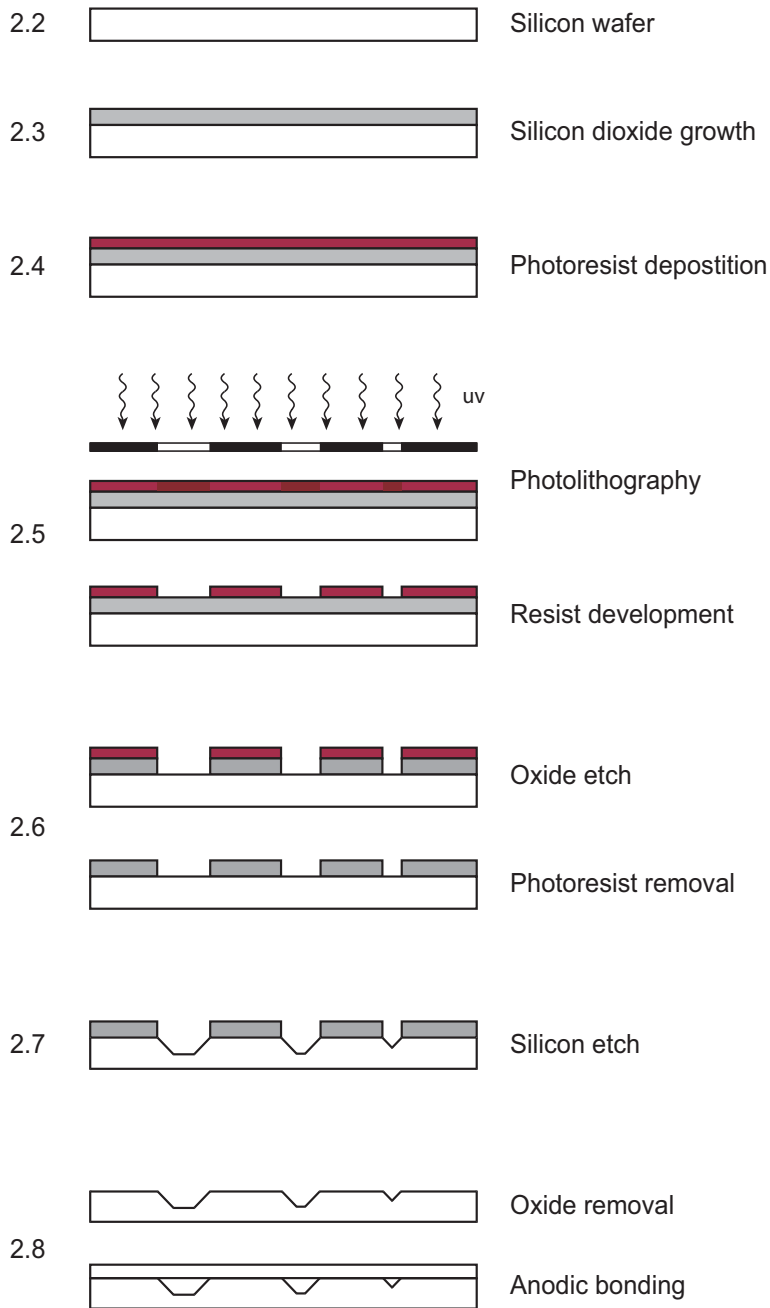 2.2 Silicon wafer
2.3 Silicon dioxide growth
2.4 Photoresist depostition
uv
Photolithography
2.5
Resist development
Oxide etch
2.6
Photoresist removal
2.7 Silicon etch
Oxide removal
2.8
Anodic bonding